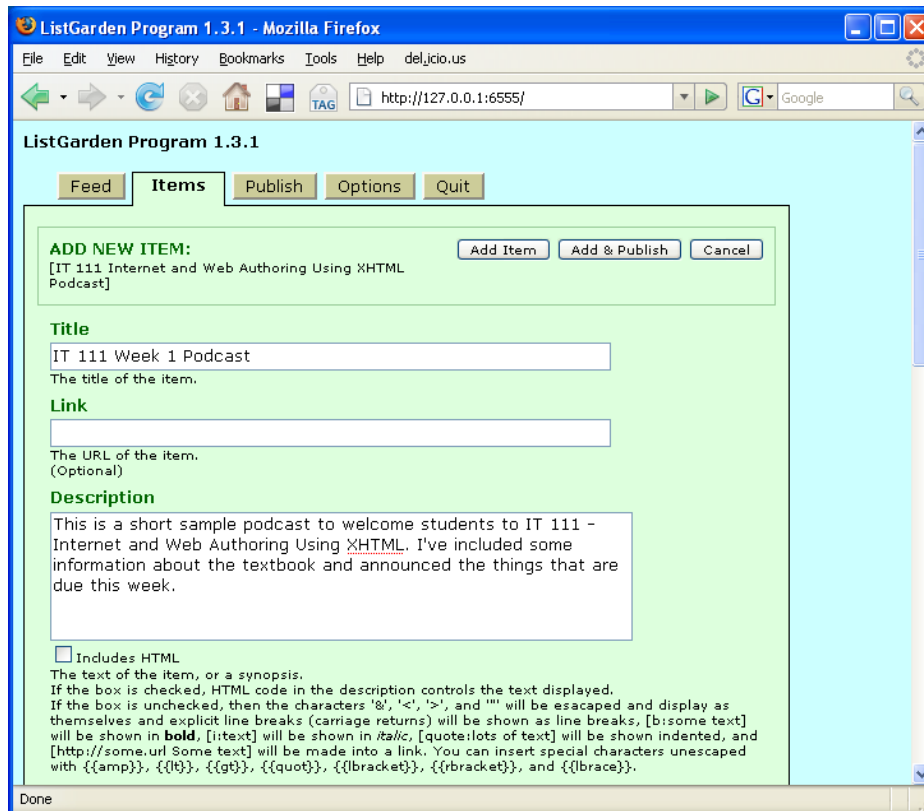 ListGarden Program 1.3.1 - Mozilla Firefox
File Edit View History Bookmarks Tools Help del.icio.us
TAG http://127.0.0.1:6555/ G Google
ListGarden Program 1.3.1
Feed Items Publish Options Quit
ADD NEW ITEM: Add Item Add & Publish Cancel
[IT 111 Internet and Web Authoring Using XHTML
Podcast]
Title
IT 111 Week 1 Podcast
The title of the item.
Link
The URL of the item.
(Optional)
Description
This is a short sample podcast to welcome students to IT 111 -
Internet and Web Authoring Using XHTML. I've included some
information about the textbook and announced the things that are
due this week.
Includes HTML
The text of the item, or a synopsis.
If the box is checked, HTML code in the description controls the text displayed.
If the box is unchecked, then the characters '&', '<', '>', and '"' will be esacaped and display as
themselves and explicit line breaks (carriage returns) will be shown as line breaks, [b:some text]
will be shown in bold, [i:text] will be shown in italic, [quote:lots of text] will be shown indented, and
[http://some.url Some text] will be made into a link. You can insert special characters unescaped
with {{amp}}, {{lt}}, {{gt}}, {{quot}}, {{lbracket}}, {{rbracket}}, and {{lbrace}}.
Done